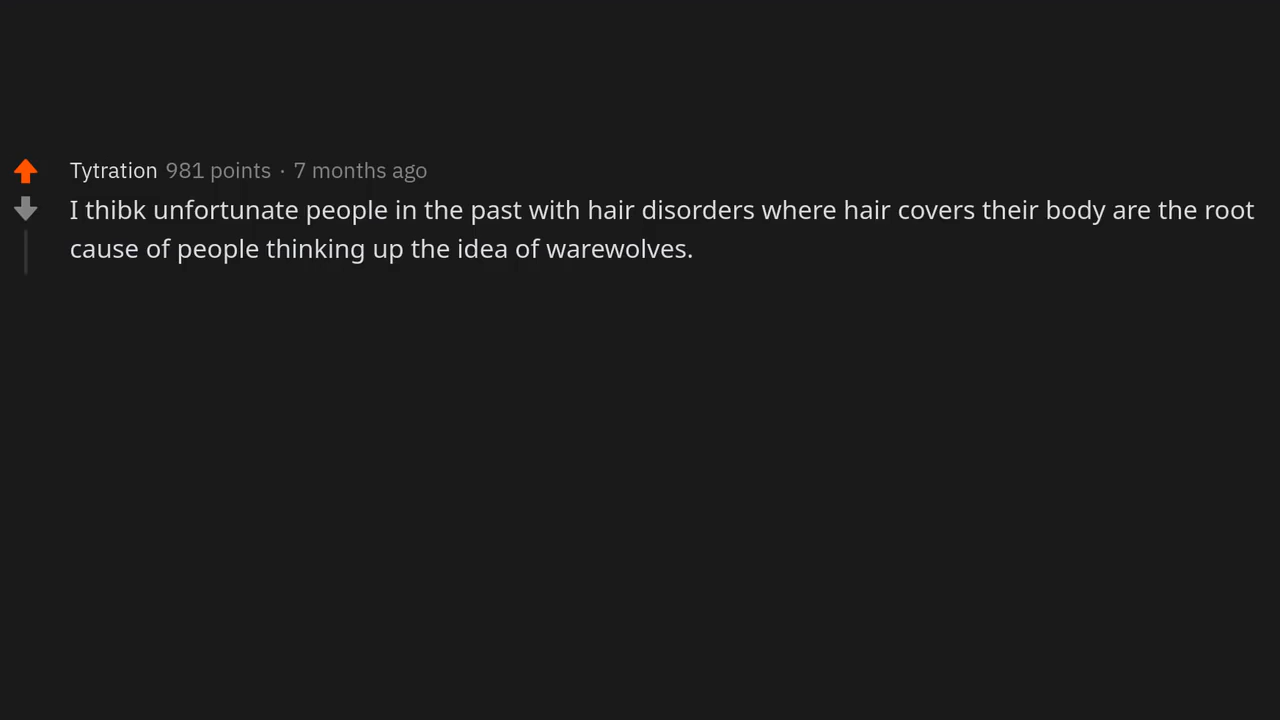 Tytration 981 points · 7 months ago
I thibk unfortunate people in the past with hair disorders where hair covers their body are the root
cause of people thinking up the idea of warewolves.